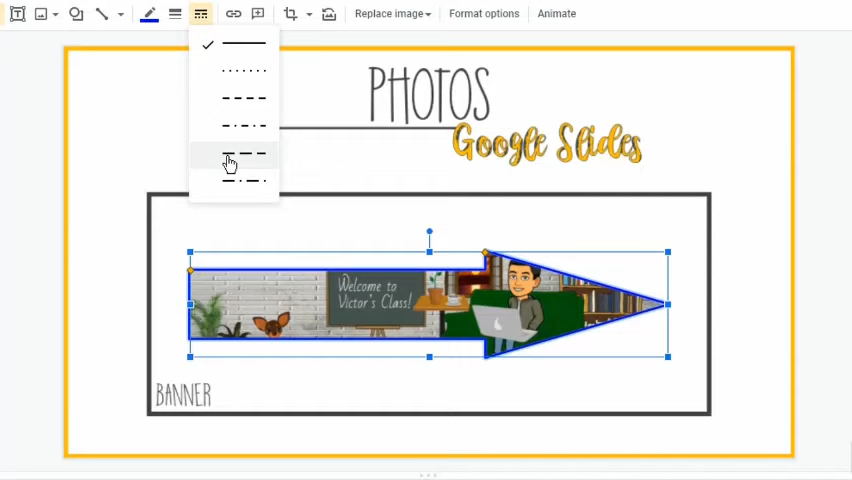 Replace image
Format options
Animate
PHOTOS
Google Slides
Welcome to
Victor's Class!
BANNER